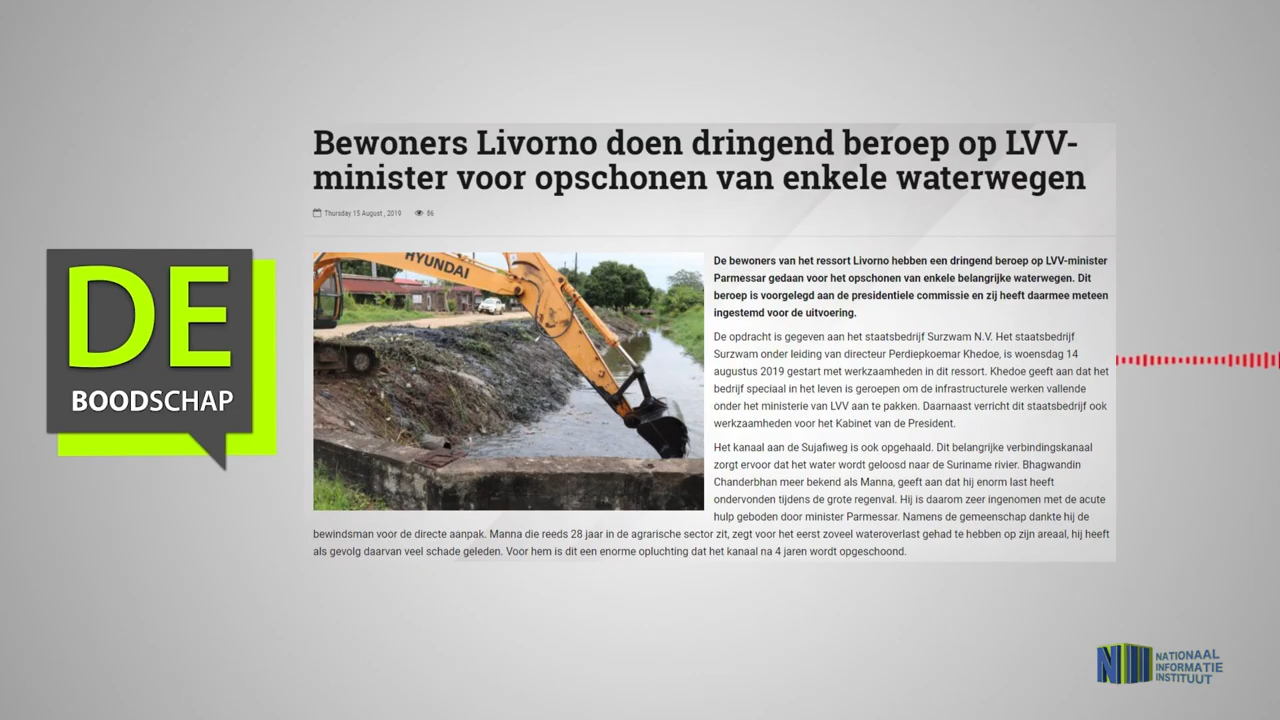 Bewoners Livorno doen dringend beroep op LVV-
minister voor opschonen van enkele waterwegen
Thursday 15 August , 2019 86
HYUNDAI
De bewoners van het ressort Livorno hebben een dringend beroep op LVV-minister
Parmessar gedaan voor het opschonen van enkele belangrijke waterwegen. Dit
beroep is voorgelegd aan de presidentiele commissie en zij heeft daarmee meteen
ingestemd voor de uitvoering.
De opdracht is gegeven aan het staatsbedrijf Surzwam N.V. Het staatsbedrijf
Surzwam onder leiding van directeur Perdiepkoemar Khedoe, is woensdag 14
augustus 2019 gestart met werkzaamheden in dit ressort. Khedoe geeft aan dat het
bedrijf speciaal in het leven is geroepen om de infrastructurele werken vallende
onder het ministerie van LVV aan te pakken. Daarnaast verricht dit staatsbedrijf ook
werkzaamheden voor het Kabinet van de President.
Het kanaal aan de Sujafiweg is ook opgehaald. Dit belangrijke verbindingskanaal
zorgt ervoor dat het water wordt geloosd naar de Suriname rivier. Bhagwandin
Chanderbhan meer bekend als Manna, geeft aan dat hij enorm last heeft
ondervonden tijdens de grote regenval. Hij is daarom zeer ingenomen met de acute
hulp geboden door minister Parmessar. Namens de gemeenschap dankte hij de
bewindsman voor de directe aanpak. Manna die reeds 28 jaar in de agrarische sector zit, zegt voor het eerst zoveel wateroverlast gehad te hebben op zijn areaal, hij heeft
als gevolg daarvan veel schade geleden. Voor hem is dit een enorme opluchting dat het kanaal na 4 jaren wordt opgeschoond.
DE
BOODSCHAP
NII
NATIONAAL
INFORMATIE
INSTITUUT